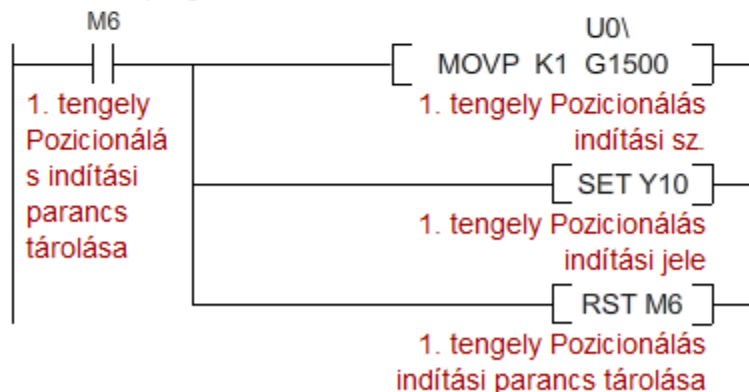 M6
U0\
MOVP K1 G1500
1. tengely
Pozicionálá
s indítási
parancs
tárolása
1. tengely Pozicionálás
indítási sz.
SET Y10
1. tengely Pozicionálás
indítási jele
RST M6
1. tengely Pozicionálás
indítási parancs tárolása